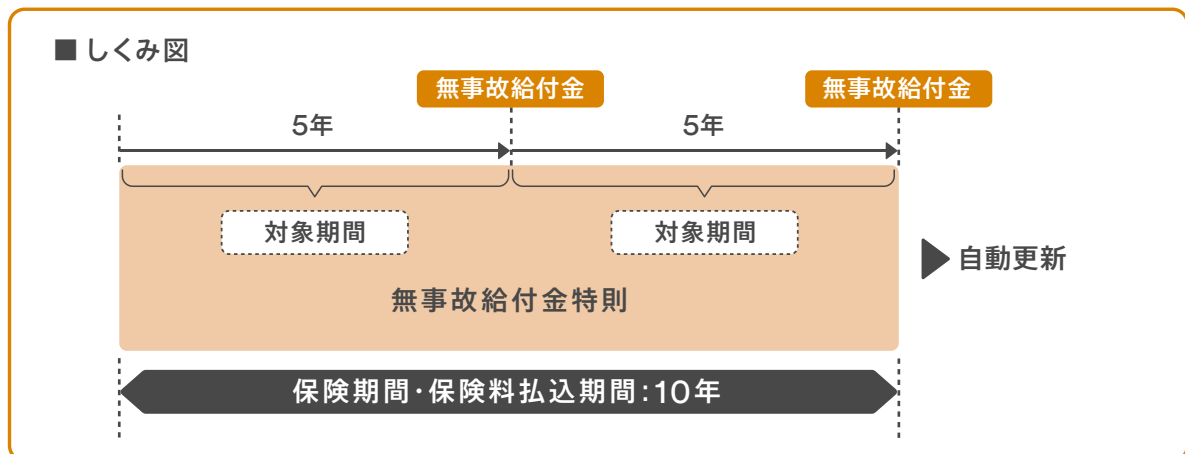 ■ しくみ図
無事故給付金
無事故給付金
5年
5年
対象期間
対象期間
自動更新
無事故給付金特則
保険期間・保険料払込期間:10年